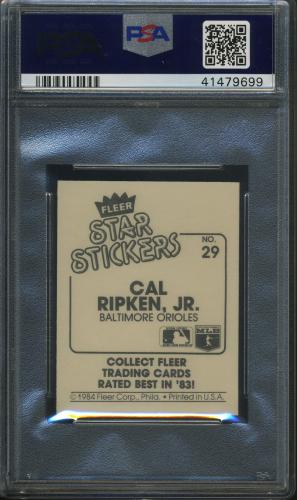 PSA
41479699
FLEER
STAR
STICKERS
NO.
29
CAL
RIPKEN, JR.
BALTIMORE ORIOLES
MLB
COLLECT FLEER
TRADING CARDS
RATED BEST IN '83!
© 1984 Fleer Corp., Phila. • Printed in U.S.A.